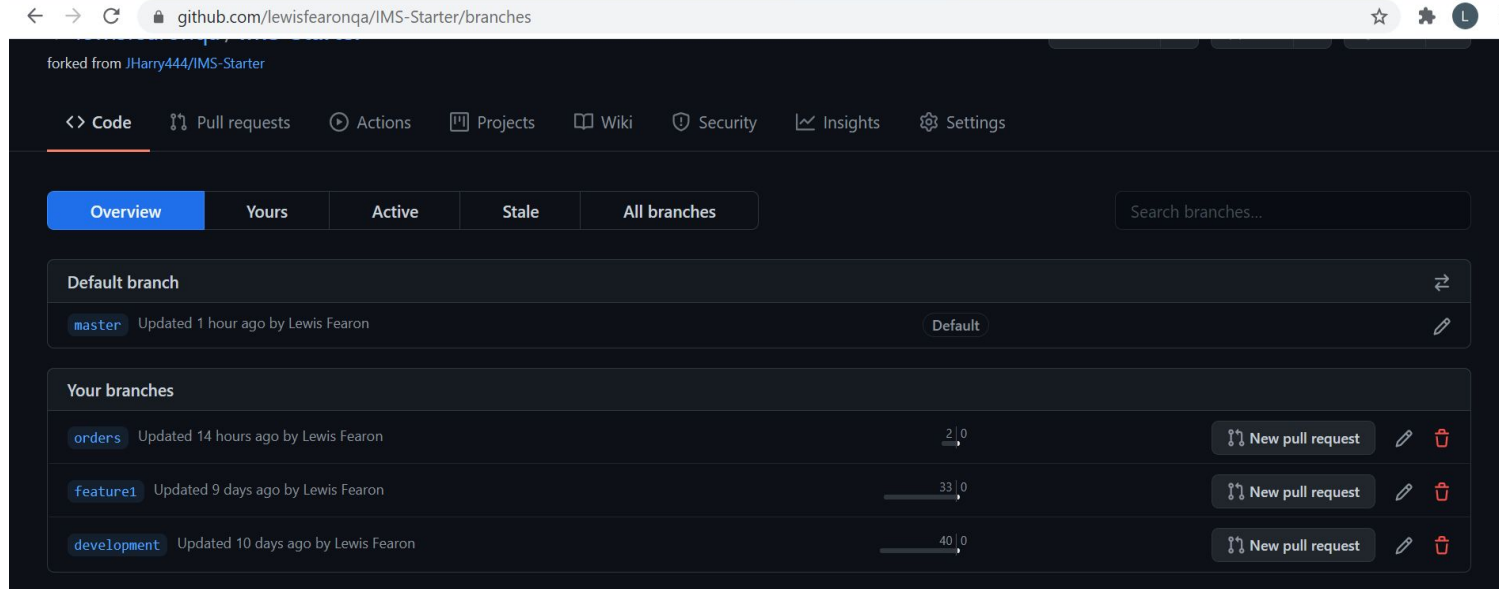 github.com/lewisfearonqa/IMS-Starter/branches
L
forked from JHarry444/IMS-Starter
<> Code Pull requests Actions Projects Wiki Security Insights Settings
Overview Yours Active Stale All branches Search branches...
Default branch
master Updated 1 hour ago by Lewis Fearon Default
Your branches
orders Updated 14 hours ago by Lewis Fearon 2|0 New pull request
feature1 Updated 9 days ago by Lewis Fearon 33|0 New pull request
development Updated 10 days ago by Lewis Fearon 40|0 New pull request